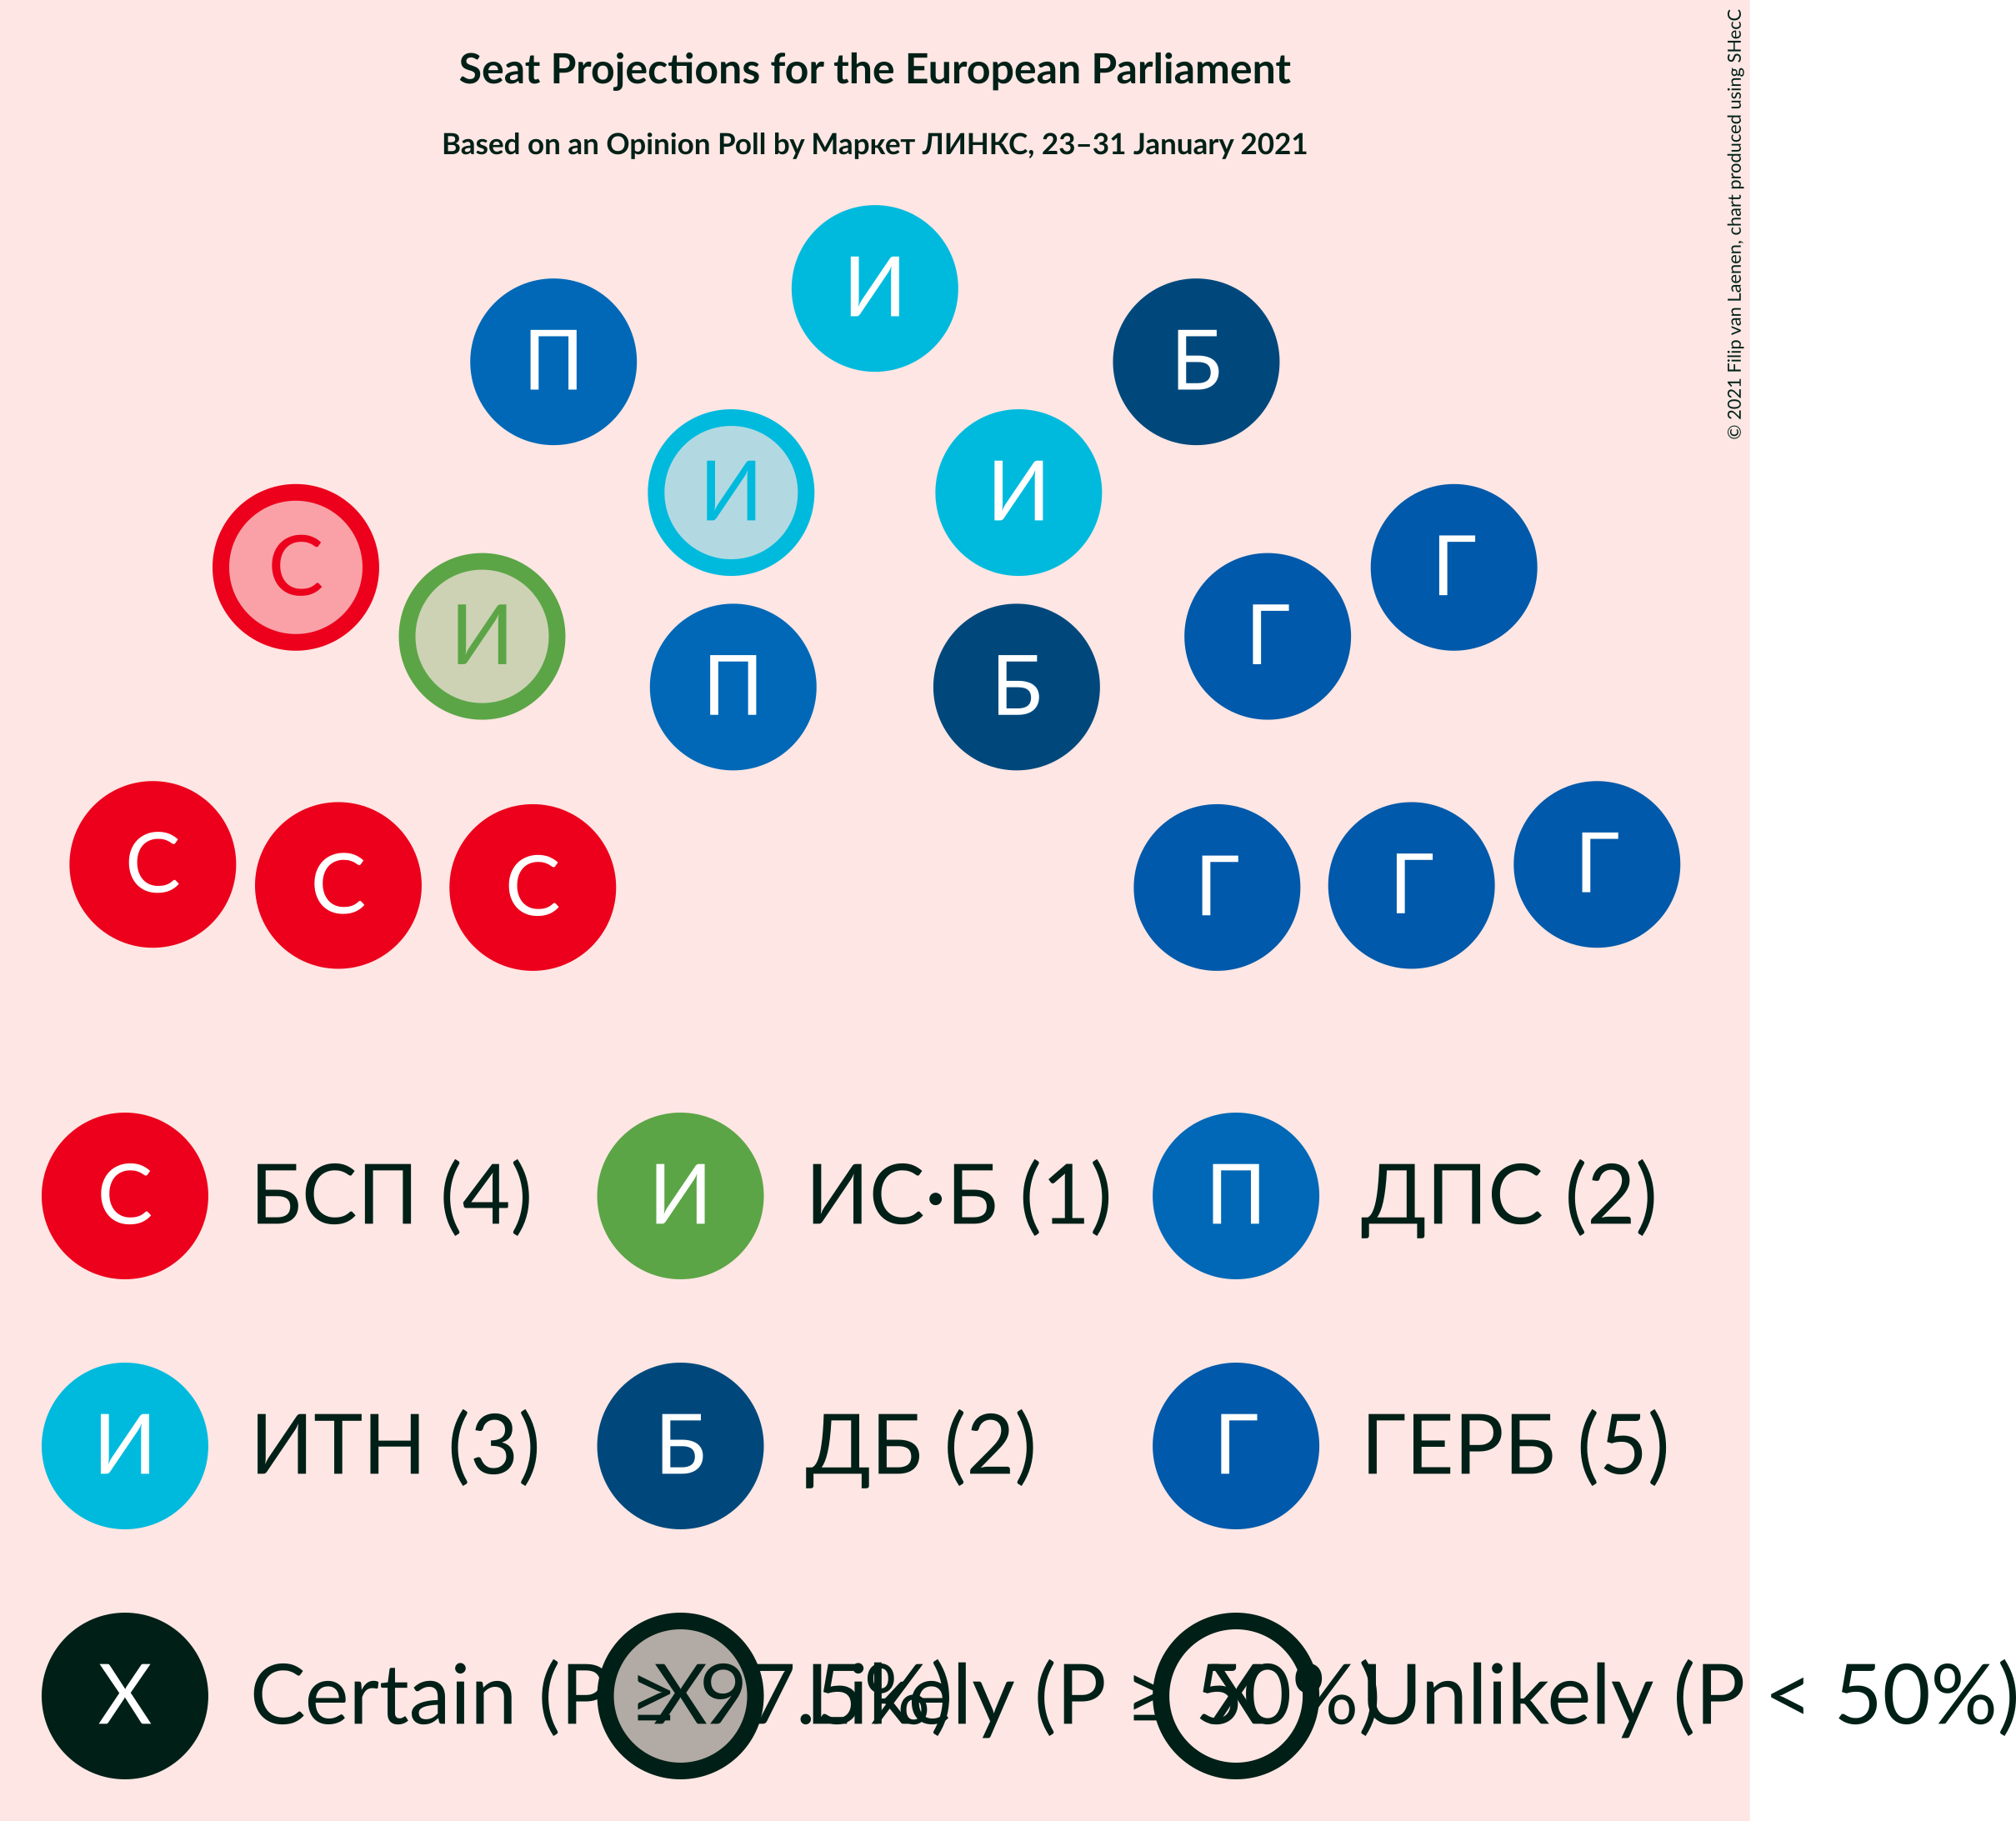 Seat Projections for the European Parliament
Based on an Opinion Poll by Маркет ЛИНКС, 23–31 January 2021
© 2021 Filip van Laenen, chart produced using SHecC
И
П
Б
И
И
С
Г
И
Г
П
Б
С
С
С
Г
Г
Г
С БСП (4)
И ИС·Б (1)
П ДПС (2)
И ИТН (3)
Б ДБ (2)
Г ГЕРБ (5)
X Certain (P ≥ 97.5%)
X Likely (P ≥ 50%)
X Unlikely (P < 50%)